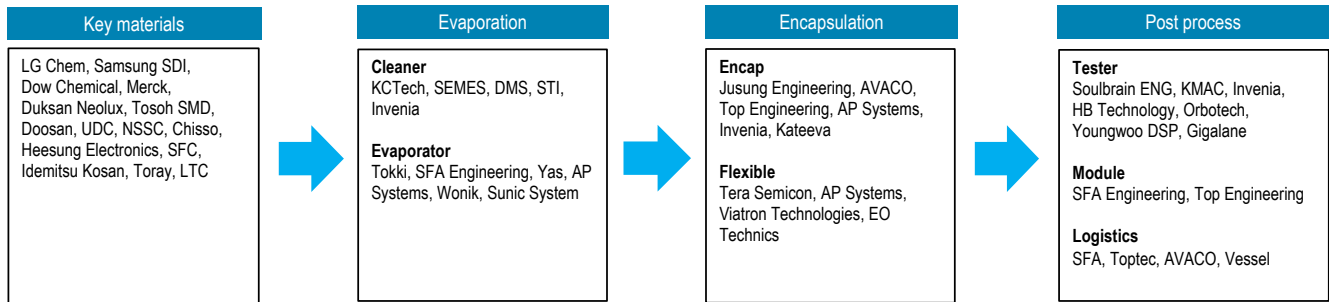 Key materials
LG Chem, Samsung SDI,
Dow Chemical, Merck,
Duksan Neolux, Tosoh SMD,
Doosan, UDC, NSSC, Chisso,
Heesung Electronics, SFC,
Idemitsu Kosan, Toray, LTC
Evaporation
Cleaner
KCTech, SEMES, DMS, STI,
Invenia
Evaporator
Tokki, SFA Engineering, Yas, AP
Systems, Wonik, Sunic System
Encapsulation
Encap
Jusung Engineering, AVACO,
Top Engineering, AP Systems,
Invenia, Kateeva
Flexible
Tera Semicon, AP Systems,
Viatron Technologies, EO
Technics
Post process
Tester
Soulbrain ENG, KMAC, Invenia,
HB Technology, Orbotech,
Youngwoo DSP, Gigalane
Module
SFA Engineering, Top Engineering
Logistics
SFA, Toptec, AVACO, Vessel